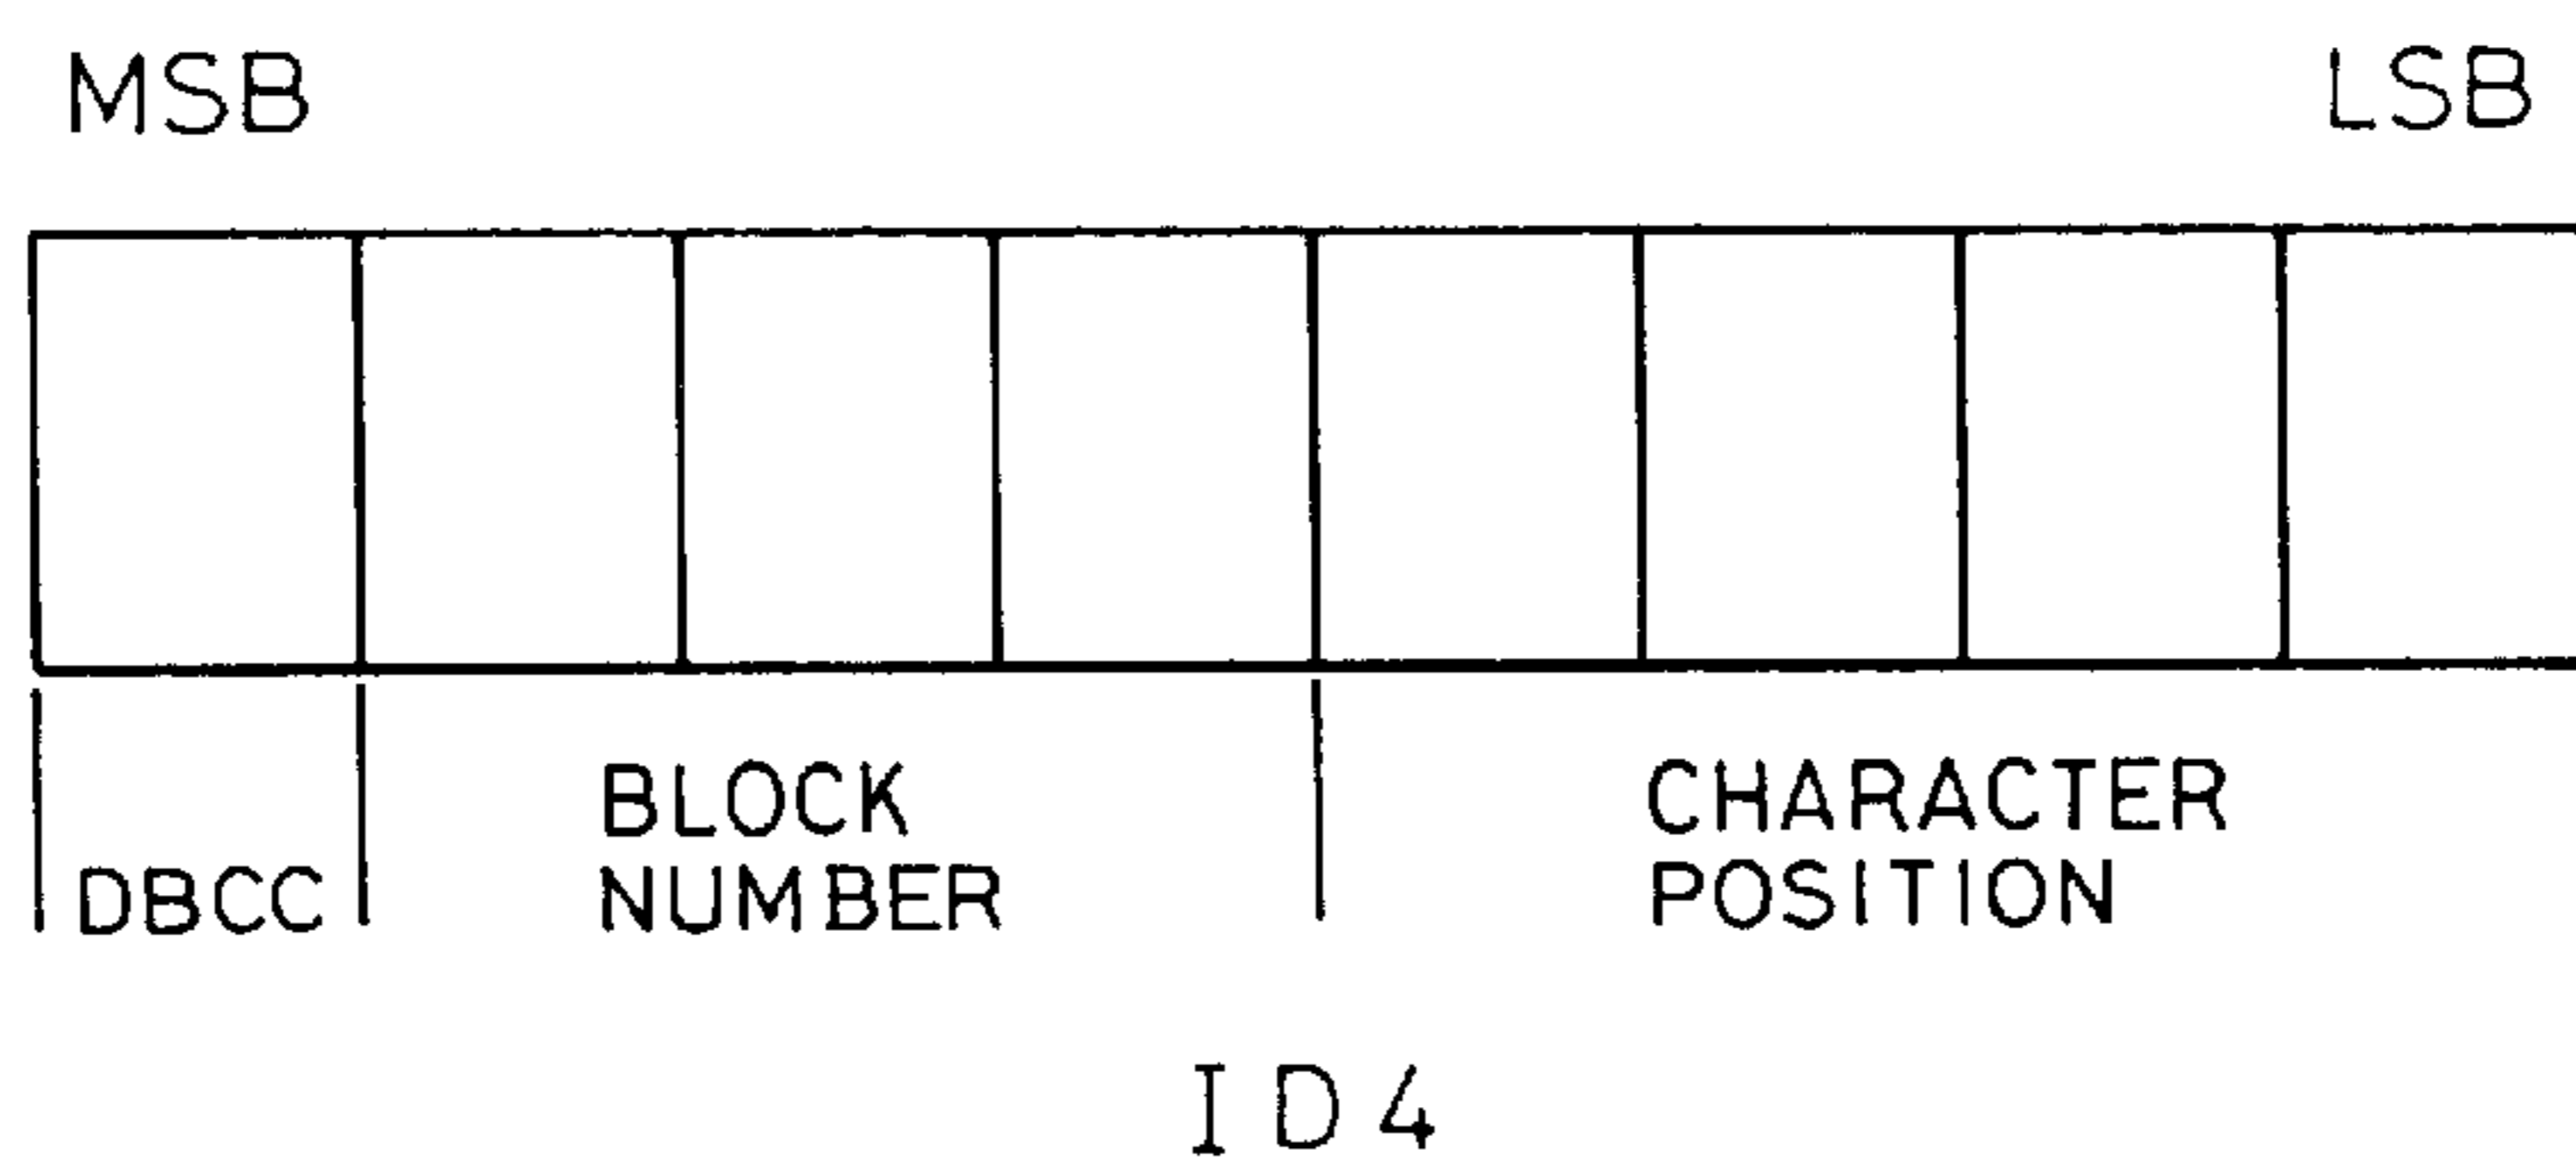 MSB LSB
DBCC
BLOCK
NUMBER
CHARACTER
POSITION
ID4